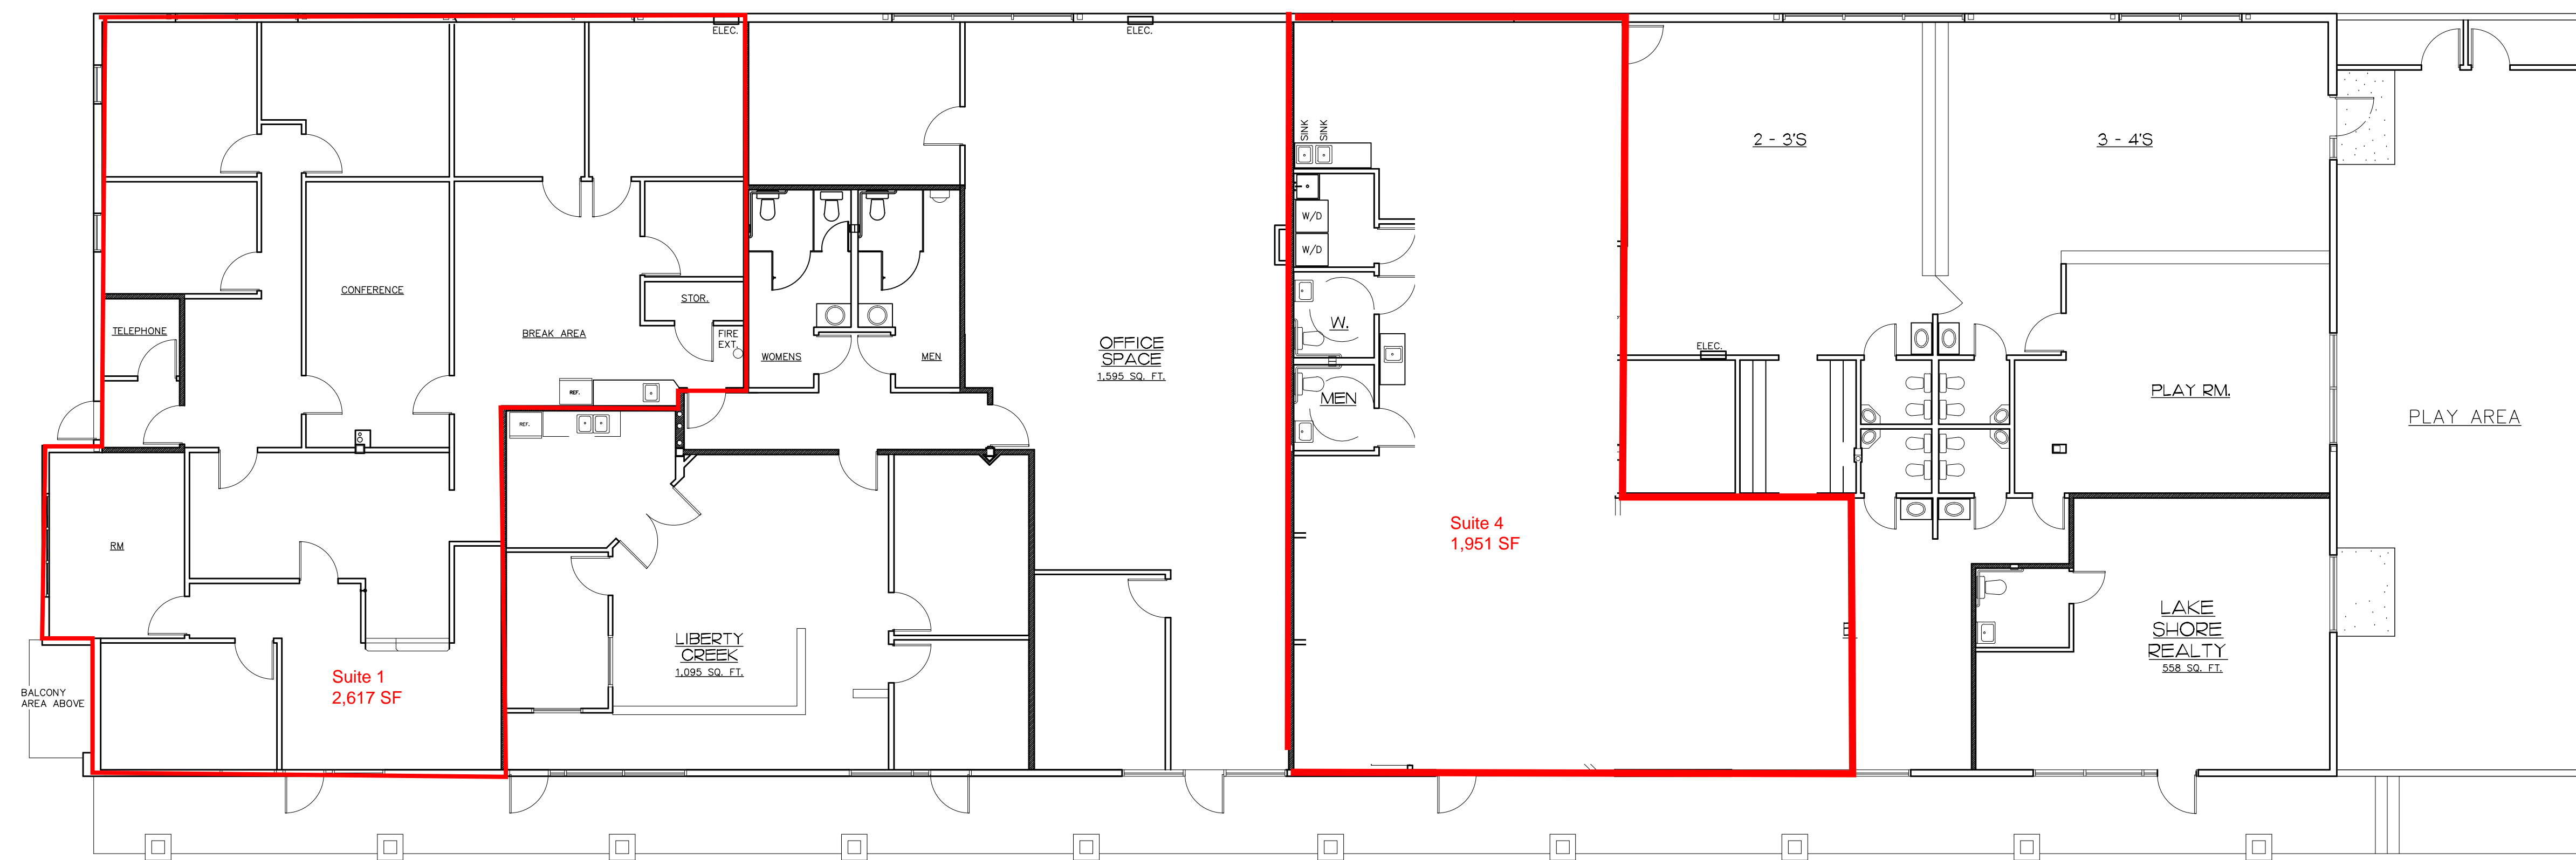 ELEC.
ELEC.
SINK
SINK
2 - 3'S
3 - 4'S
W/D
W/D
CONFERENCE
STOR.
TELEPHONE
BREAK AREA
FIRE
EXT.
WOMENS
MEN
OFFICE
SPACE
1,595 SQ. FT.
W.
MEN
ELEC.
REF.
REF.
PLAY RM.
PLAY AREA
RM
Suite 4
1,951 SF
LIBERTY
CREEK
1,095 SQ. FT.
LAKE
SHORE
REALTY
558 SQ. FT.
Suite 1
2,617 SF
BALCONY
AREA ABOVE